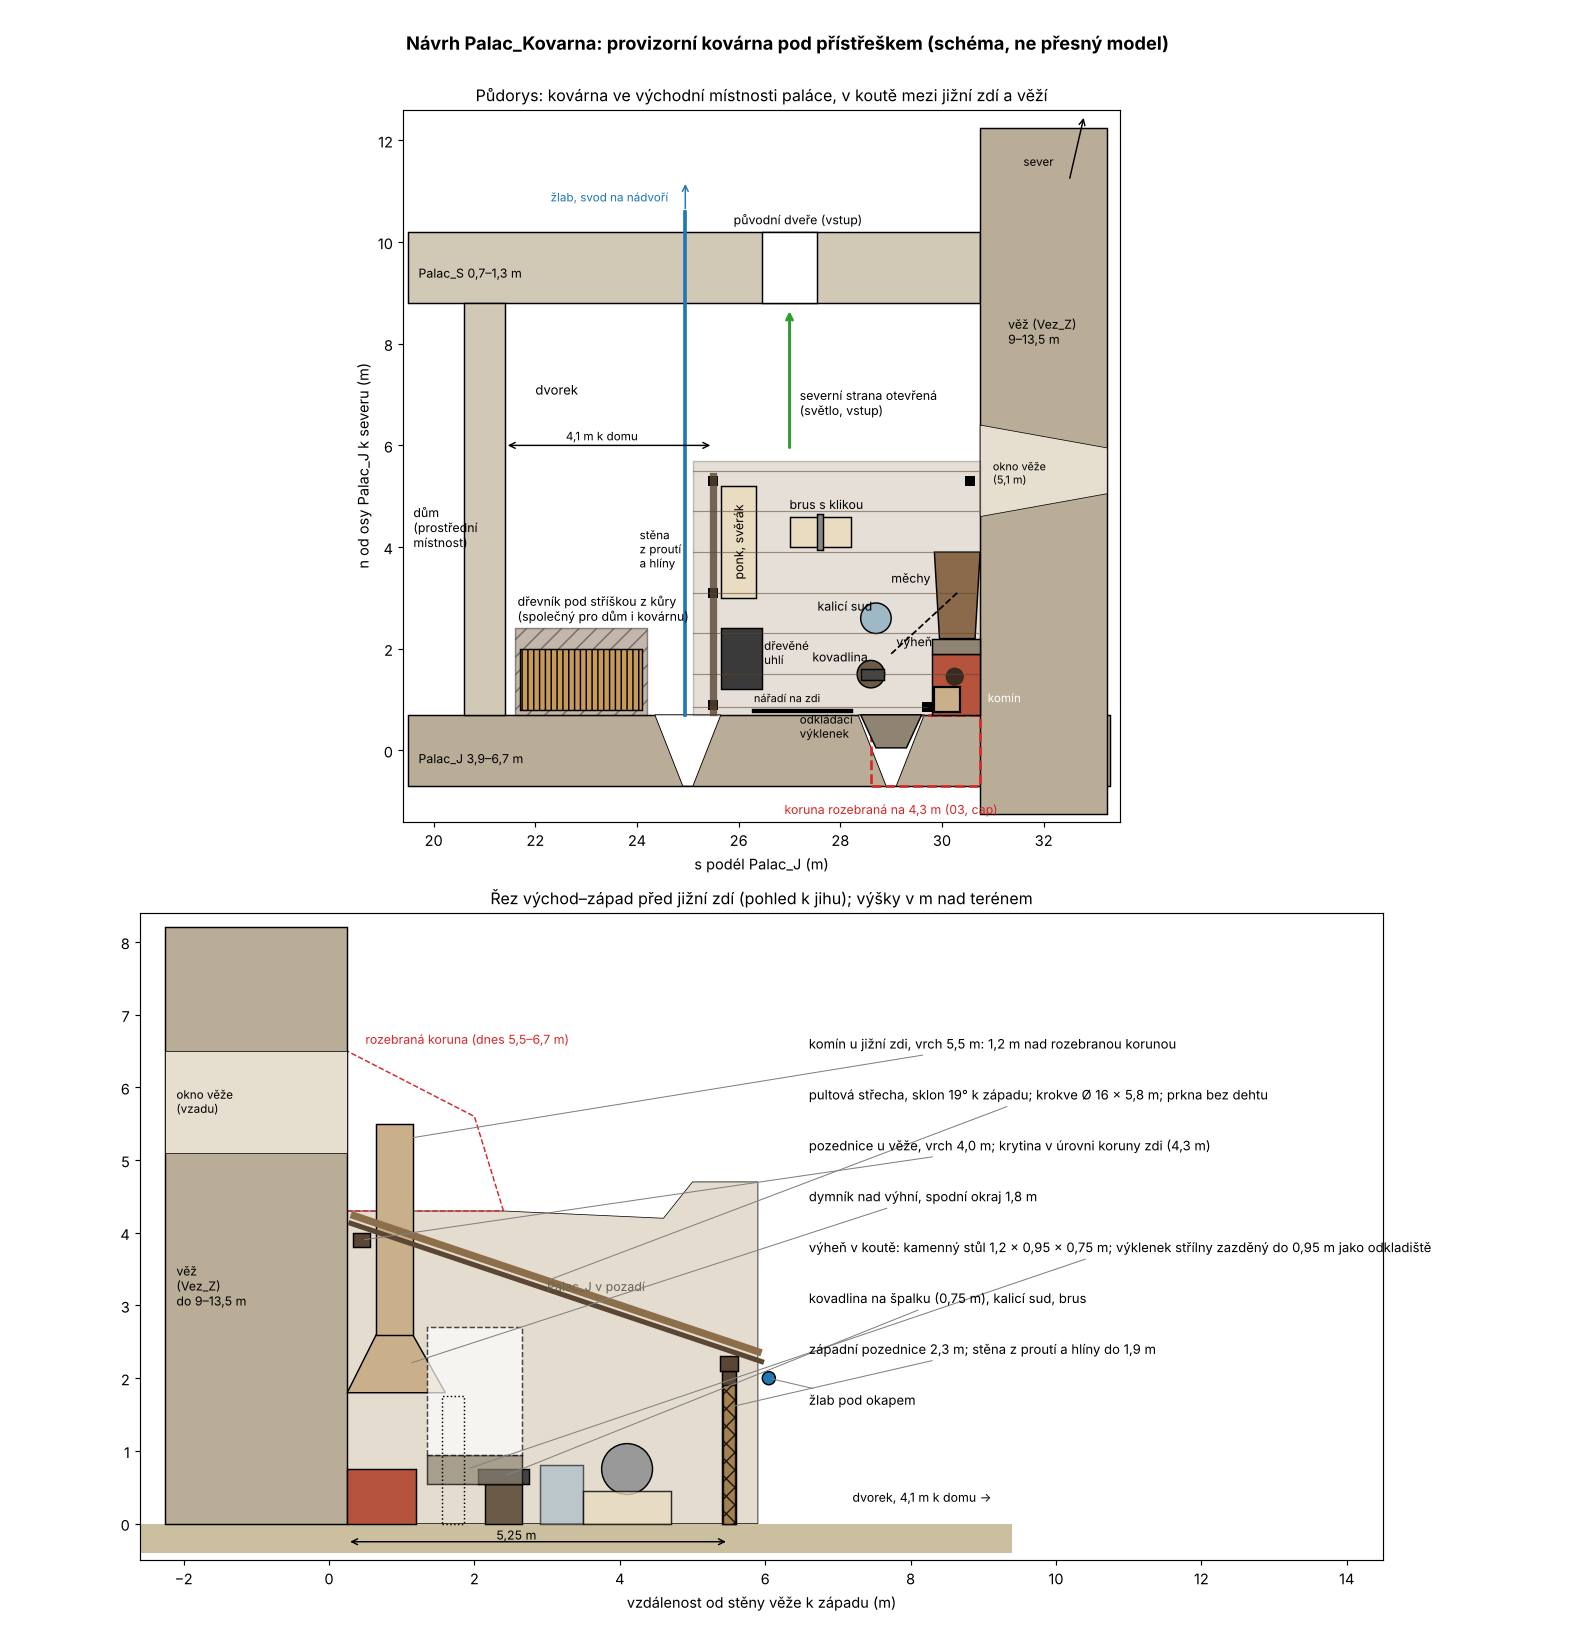 Návrh Palac_Kovarna: provizorní kovárna pod přístřeškem (schéma, ne přesný model)
Půdorys: kovárna ve východní místnosti paláce, v koutě mezi jižní zdí a věží
12
10
8
6
4
2
0
n od osy Palac_J k severu (m)
sever
žlab, svod na nádvoří
původní dveře (vstup)
Palac_S 0,7–1,3 m
věž (Vez_Z)
9–13,5 m
dvorek
severní strana otevřená
(světlo, vstup)
4,1 m k domu
okno věže
(5,1 m)
dům
(prostřední
místnost)
stěna
z proutí
a hlíny
ponk, svěrák
brus s klikou
měchy
dřevník pod stříškou z kůry
(společný pro dům i kovárnu)
kalicí sud
výheň
dřevěné
uhlí
kovadlina
nářadí na zdi
komín
odkládací
výklenek
Palac_J 3,9–6,7 m
koruna rozebraná na 4,3 m (03, cap)
20
22
24
26
28
30
32
s podél Palac_J (m)
Řez východ–západ před jižní zdí (pohled k jihu); výšky v m nad terénem
8
7
6
5
4
3
2
1
0
rozebraná koruna (dnes 5,5–6,7 m)
okno věže
(vzadu)
věž
(Vez_Z)
do 9–13,5 m
Palac_J v pozadí
komín u jižní zdi, vrch 5,5 m: 1,2 m nad rozebranou korunou
pultová střecha, sklon 19° k západu; krokve Ø 16 × 5,8 m; prkna bez dehtu
pozednice u věže, vrch 4,0 m; krytina v úrovni koruny zdi (4,3 m)
dymník nad výhní, spodní okraj 1,8 m
výheň v koutě: kamenný stůl 1,2 × 0,95 × 0,75 m; výklenek střílny zazděný do 0,95 m jako odkladiště
kovadlina na špalku (0,75 m), kalicí sud, brus
západní pozednice 2,3 m; stěna z proutí a hlíny do 1,9 m
žlab pod okapem
dvorek, 4,1 m k domu →
5,25 m
−2
0
2
4
6
8
10
12
14
vzdálenost od stěny věže k západu (m)